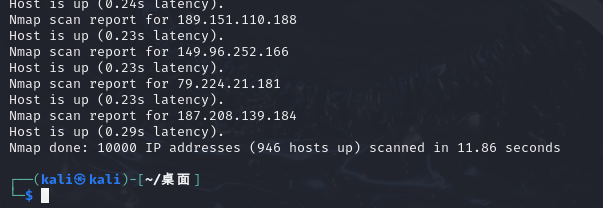 Host is up (0.24s latency).
Nmap scan report for 189.151.110.188
Host is up (0.23s latency).
Nmap scan report for 149.96.252.166
Host is up (0.23s latency).
Nmap scan report for 79.224.21.181
Host is up (0.23s latency).
Nmap scan report for 187.208.139.184
Host is up (0.29s latency).
Nmap done: 10000 IP addresses (946 hosts up) scanned in 11.86 seconds
┌──(kali㉿kali)-[~/桌面]
└─$